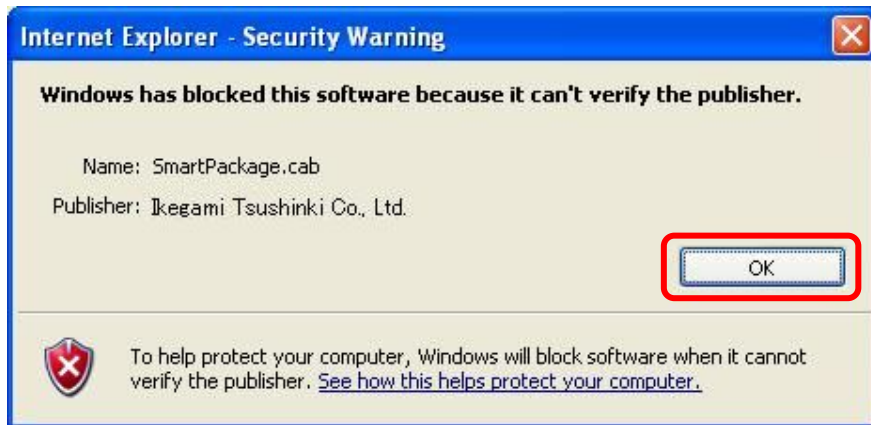 Internet Explorer - Security Warning
Windows has blocked this software because it can't verify the publisher.
Name: SmartPackage.cab
Publisher: Ikegami Tsushinki Co., Ltd.
OK
To help protect your computer, Windows will block software when it cannot
verify the publisher. See how this helps protect your computer.